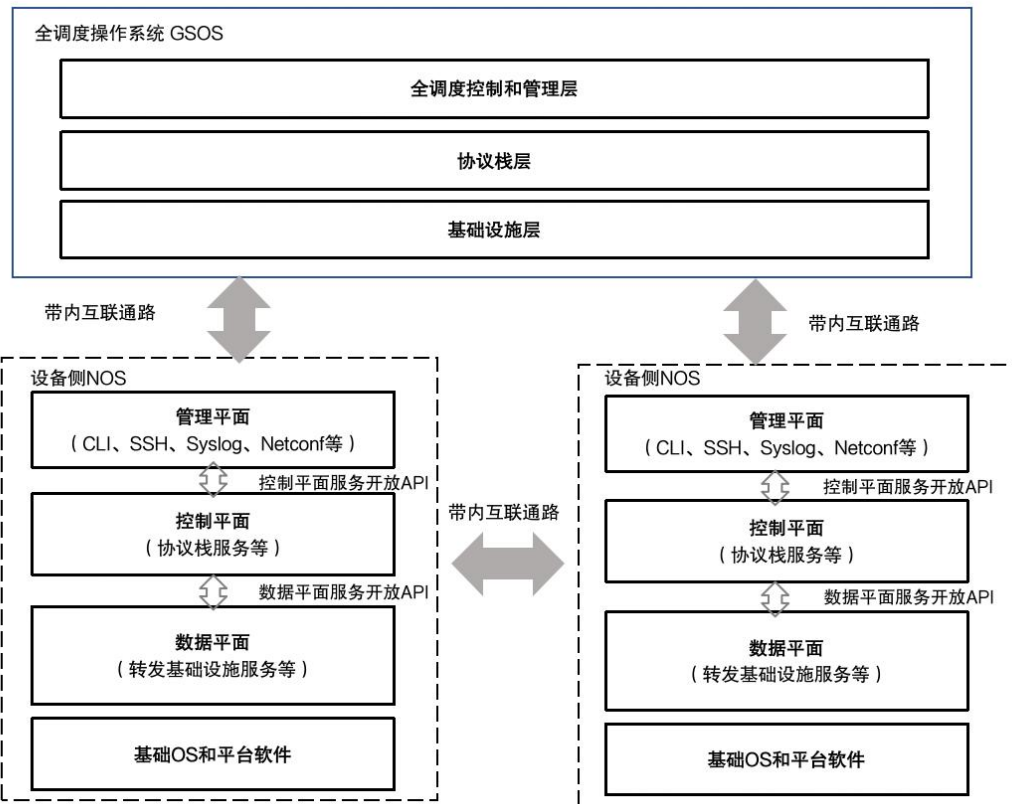 全调度操作系统 GSOS
全调度控制和管理层
协议栈层
基础设施层
带内互联通路
带内互联通路
设备侧NOS
管理平面
（CLI、SSH、Syslog、Netconf等）
控制平面服务开放API
控制平面
（协议栈服务等）
数据平面服务开放API
数据平面
（转发基础设施服务等）
基础OS和平台软件
带内互联通路
设备侧NOS
管理平面
（CLI、SSH、Syslog、Netconf等）
控制平面服务开放API
控制平面
（协议栈服务等）
数据平面服务开放API
数据平面
（转发基础设施服务等）
基础OS和平台软件